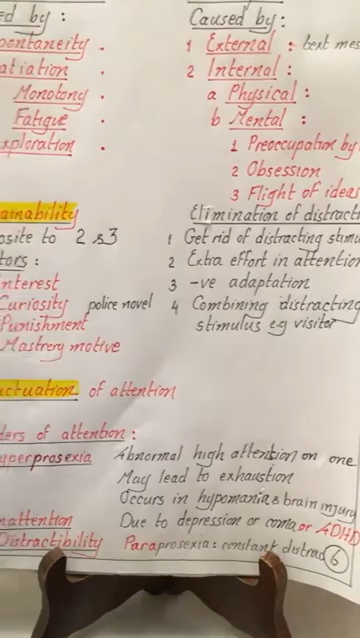 ed by :
Caused by :
pontaneity .
1 External : text mes
atiation .
2 Internal :
Monotony .
a Physical :
Fatigue .
b Mental :
xploration .
1 Preoccupation by
2 Obsession
3 Flight of ideas
ainability
Elimination of distract
posite to 2 & 3
1 Get rid of distracting stimu
tors :
2 Extra effort in attention
nterest
3 -ve adaptation
Curiosity police novel
4 Combining distracting
Punishment
stimulus e.g visitor
Mastrery motive
uctuation of attention
ders of attention :
yperprosexia Abnormal high attention on one
May lead to exhaustion
Occurs in hypomania & brain injury
nattention Due to depression or coma or ADHD
Distractibility Paraprosexia : constant distrac 6